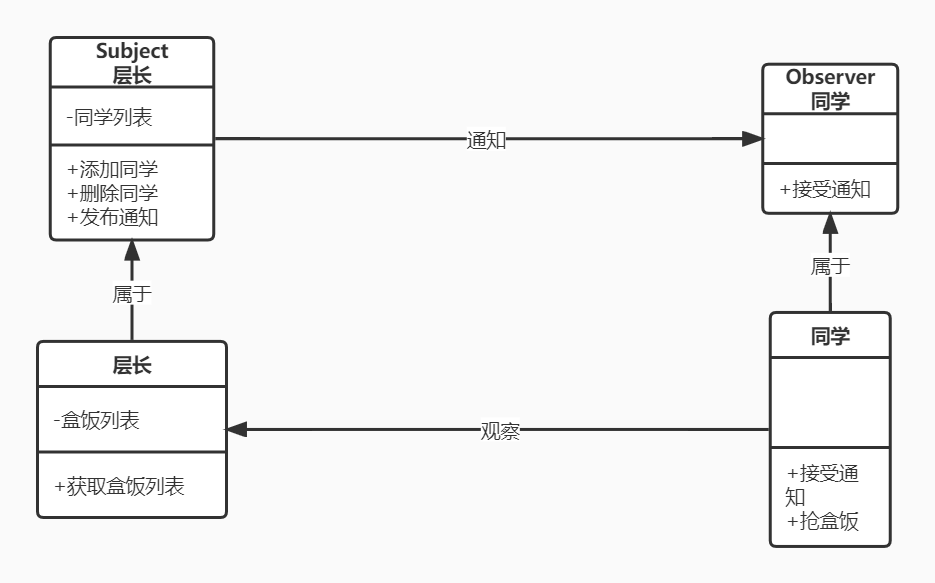 Subject
层长
-同学列表
+添加同学
+删除同学
+发布通知
通知
Observer
同学
+接受通知
属于
属于
层长
-盒饭列表
+获取盒饭列表
观察
同学
+接受通
知
+抢盒饭